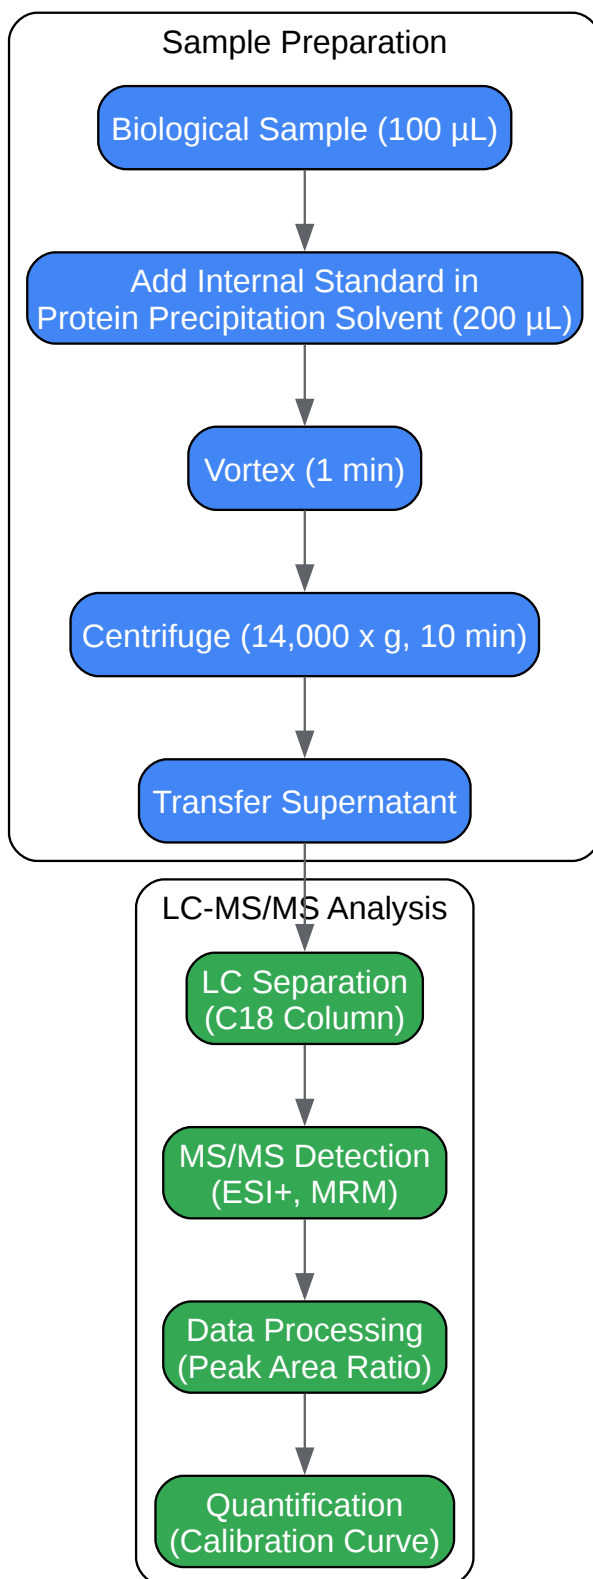 Sample Preparation
Biological Sample (100 µL)
Add Internal Standard in
Protein Precipitation Solvent (200 µL)
Vortex (1 min)
Centrifuge (14,000 x g, 10 min)
Transfer Supernatant
LC-MS/MS Analysis
LC Separation
(C18 Column)
MS/MS Detection
(ESI+, MRM)
Data Processing
(Peak Area Ratio)
Quantification
(Calibration Curve)